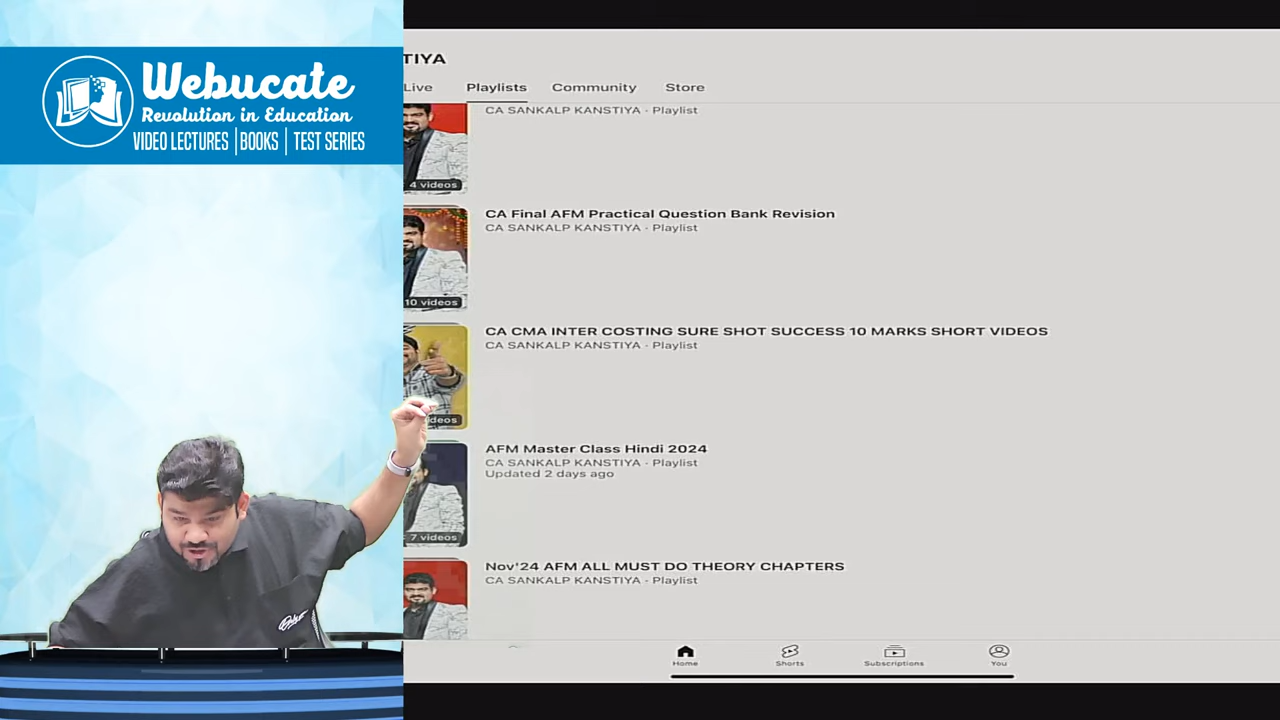 Webucate
Revolution in Education
VIDEO LECTURES | BOOKS | TEST SERIES
TIYA
Live
Playlists
Community
Store
CA SANKALP KANSTIYA - Playlist
4 videos
CA Final AFM Practical Question Bank Revision
CA SANKALP KANSTIYA - Playlist
10 videos
CA CMA INTER COSTING SURE SHOT SUCCESS 10 MARKS SHORT VIDEOS
CA SANKALP KANSTIYA - Playlist
deos
AFM Master Class Hindi 2024
CA SANKALP KANSTIYA - Playlist
Updated 2 days ago
7 videos
Nov'24 AFM ALL MUST DO THEORY CHAPTERS
CA SANKALP KANSTIYA - Playlist
Home
Shorts
Subscriptions
You